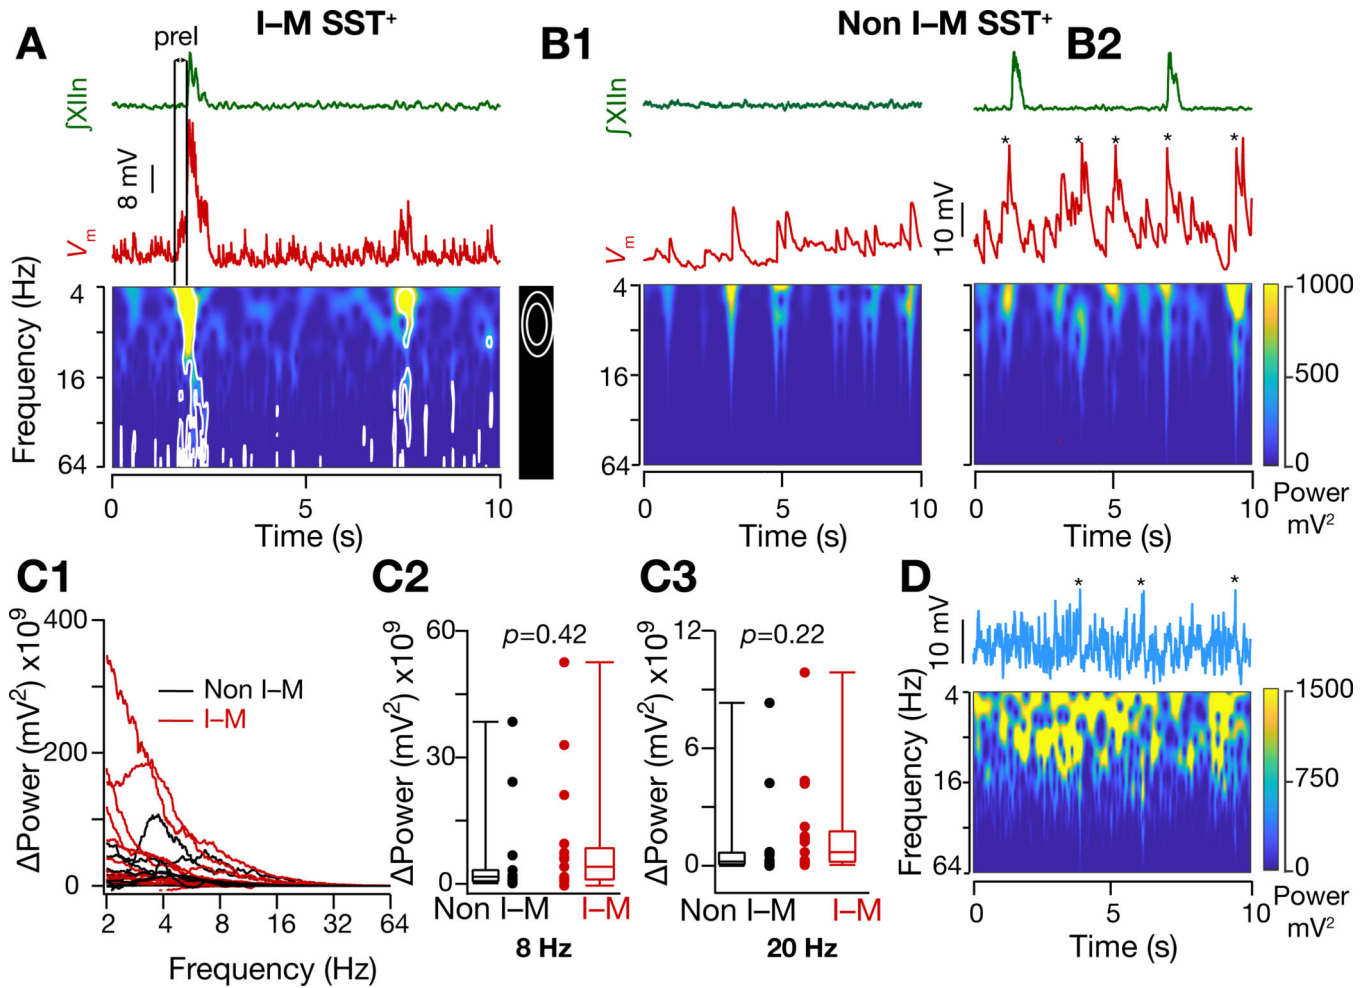 A
I–M SST+
B1
Non I–M SST+
B2
preI
∫XIIn
∫XIIn
8 mV
10 mV
Vm
Vm
* * * * *
Frequency (Hz)
4
16
64
4
16
64
1000
500
0
0 5 10
Time (s)
0 5 10
Time (s)
0 5 10
Power
mV2
C1
ΔPower (mV2) x109
400
200
0
Non I–M
I–M
2 4 8 16 32 64
Frequency (Hz)
C2
ΔPower (mV2) x109
60
30
0
p=0.42
Non I–M I–M
8 Hz
C3
ΔPower (mV2) x109
12
6
0
p=0.22
Non I–M I–M
20 Hz
D
* * *
10 mV
Frequency (Hz)
4
16
64
1500
750
0
0 5 10
Time (s)
Power
mV2